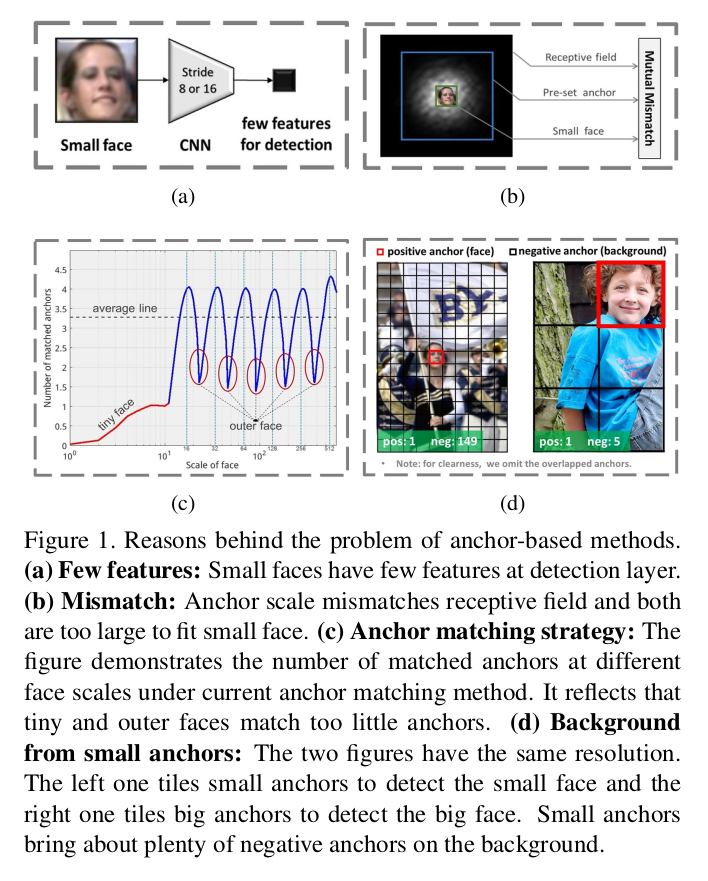 Small face
Stride
8 or 16
CNN
few features
for detection
(a)
Receptive field
Pre-set anchor
Small face
Mutual Mismatch
(b)
Number of matched anchors
4.5
4
3.5
3
2.5
2
1.5
1
0.5
0
average line
tiny face
outer face
10⁰
10¹
16
32
64
10²
128
256
512
Scale of face
(c)
positive anchor (face)
negative anchor (background)
BY
pos: 1 neg: 149
pos: 1 neg: 5
• Note: for clearness, we omit the overlapped anchors.
(d)
Figure 1. Reasons behind the problem of anchor-based methods.
(a) Few features: Small faces have few features at detection layer.
(b) Mismatch: Anchor scale mismatches receptive field and both
are too large to fit small face. (c) Anchor matching strategy: The
figure demonstrates the number of matched anchors at different
face scales under current anchor matching method. It reflects that
tiny and outer faces match too little anchors. (d) Background
from small anchors: The two figures have the same resolution.
The left one tiles small anchors to detect the small face and the
right one tiles big anchors to detect the big face. Small anchors
bring about plenty of negative anchors on the background.